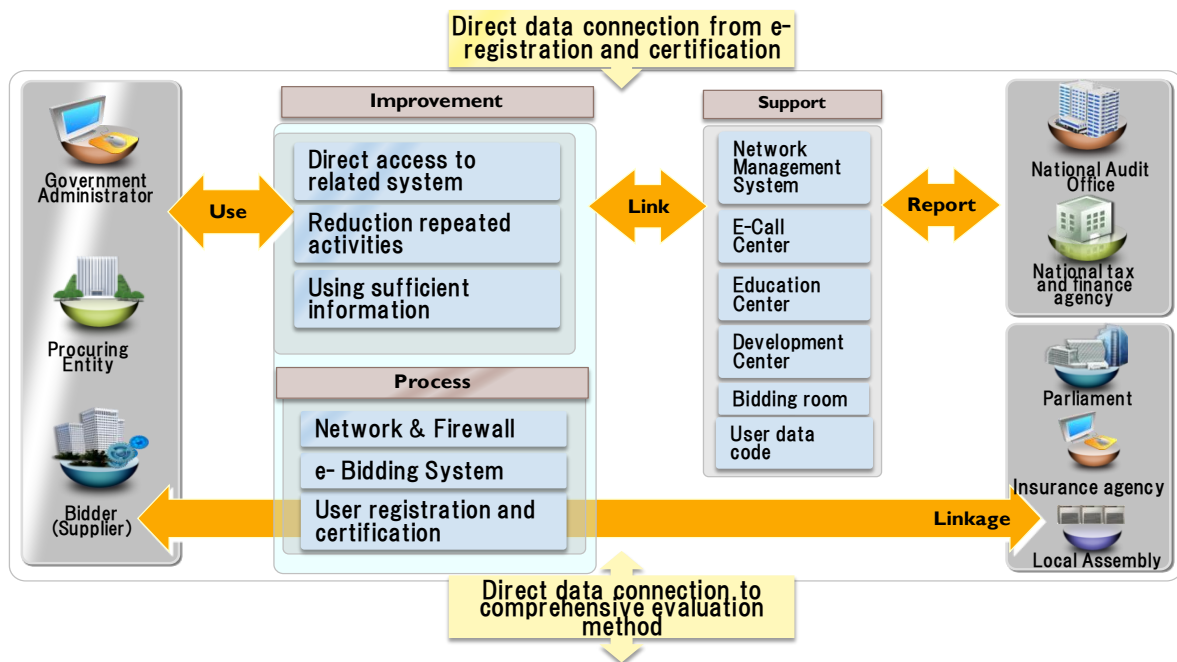 Direct data connection from e-
registration and certification
Government
Administrator
Procuring
Entity
Bidder
(Supplier)
Use
Improvement
Direct access to
related system
Reduction repeated
activities
Using sufficient
information
Process
Network & Firewall
e- Bidding System
User registration and
certification
Link
Support
Network
Management
System
E-Call
Center
Education
Center
Development
Center
Bidding room
User data
code
Report
Linkage
National Audit
Office
National tax
and finance
agency
Parliament
Insurance agency
Local Assembly
Direct data connection to
comprehensive evaluation
method